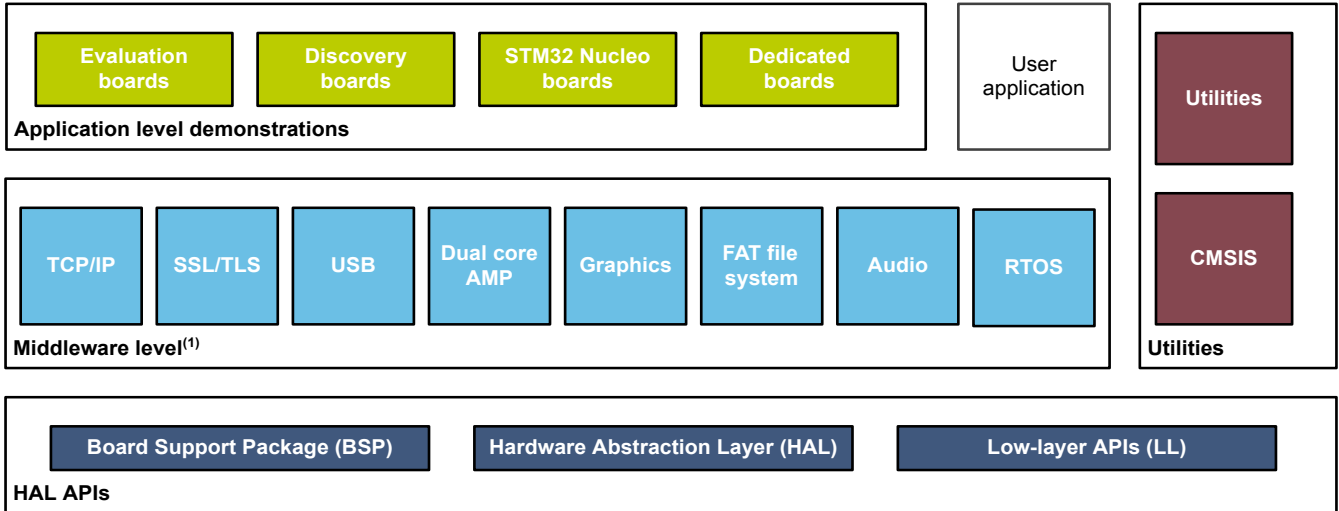 Evaluation
boards
Discovery
boards
STM32 Nucleo
boards
Dedicated
boards
Application level demonstrations
User
application
Utilities
CMSIS
Utilities
TCP/IP
SSL/TLS
USB
Dual core
AMP
Graphics
FAT file
system
Audio
RTOS
Middleware level(1)
Board Support Package (BSP)
Hardware Abstraction Layer (HAL)
Low-layer APIs (LL)
HAL APIs